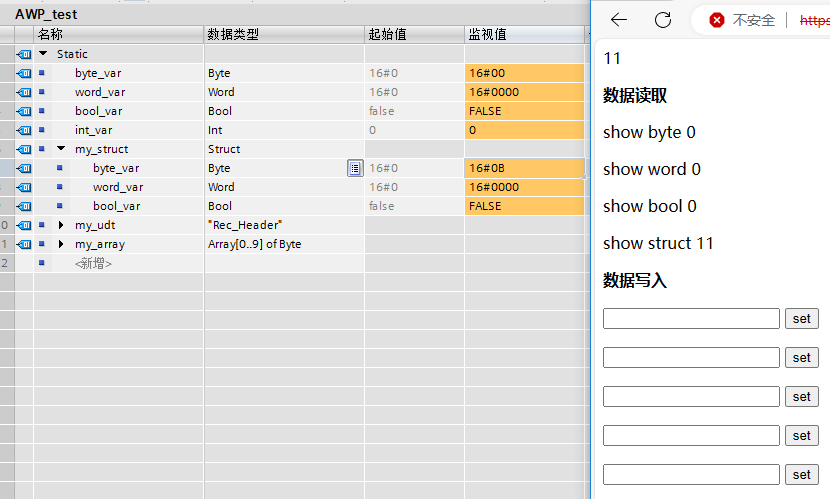 AWP_test
名称 数据类型 起始值 监视值
Static
byte_var Byte 16#0 16#00
word_var Word 16#0 16#0000
bool_var Bool false FALSE
int_var Int 0 0
my_struct Struct
byte_var Byte 16#0 16#0B
word_var Word 16#0 16#0000
bool_var Bool false FALSE
0 my_udt "Rec_Header"
1 my_array Array[0..9] of Byte
2 <新增>
不安全 https
11
数据读取
show byte 0
show word 0
show bool 0
show struct 11
数据写入
set
set
set
set
set